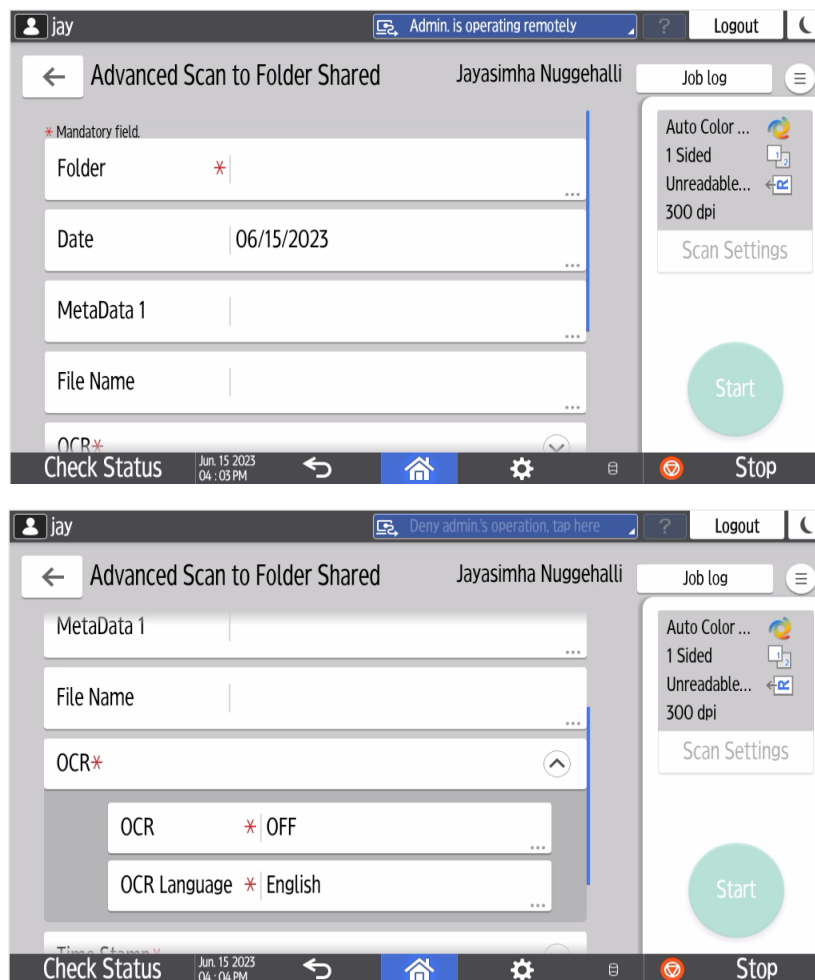 jay
Admin. is operating remotely
?
Logout
← Advanced Scan to Folder Shared
Jayasimha Nuggehalli
Job log
* Mandatory field.
Folder *
...
Date 06/15/2023
...
MetaData 1
...
File Name
...
OCR*
Auto Color ...
1 Sided
Unreadable...
300 dpi
Scan Settings
Start
Check Status
Jun. 15 2023
04 : 03 PM
Stop
jay
Deny admin.'s operation, tap here
?
Logout
← Advanced Scan to Folder Shared
Jayasimha Nuggehalli
Job log
MetaData 1
...
File Name
...
OCR*
OCR * OFF
...
OCR Language * English
...
Time Stamp*
Auto Color ...
1 Sided
Unreadable...
300 dpi
Scan Settings
Start
Check Status
Jun. 15 2023
04 : 04 PM
Stop